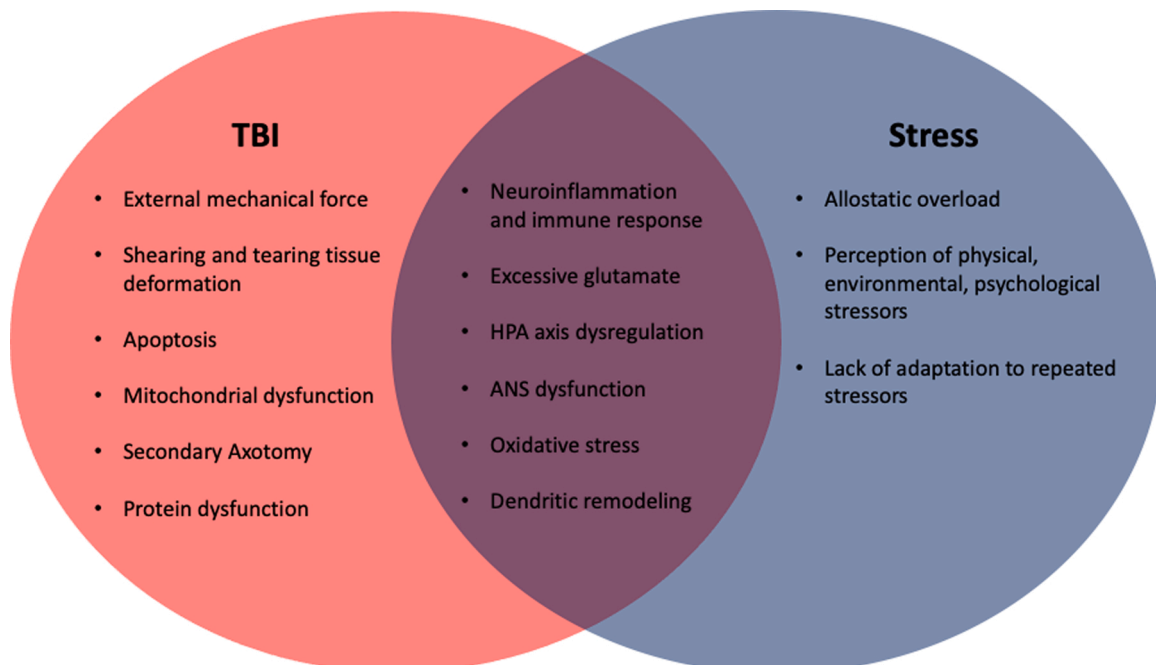 TBI
• External mechanical force
• Shearing and tearing tissue
deformation
• Apoptosis
• Mitochondrial dysfunction
• Secondary Axotomy
• Protein dysfunction
• Neuroinflammation
and immune response
• Excessive glutamate
• HPA axis dysregulation
• ANS dysfunction
• Oxidative stress
• Dendritic remodeling
Stress
• Allostatic overload
• Perception of physical,
environmental, psychological
stressors
• Lack of adaptation to repeated
stressors